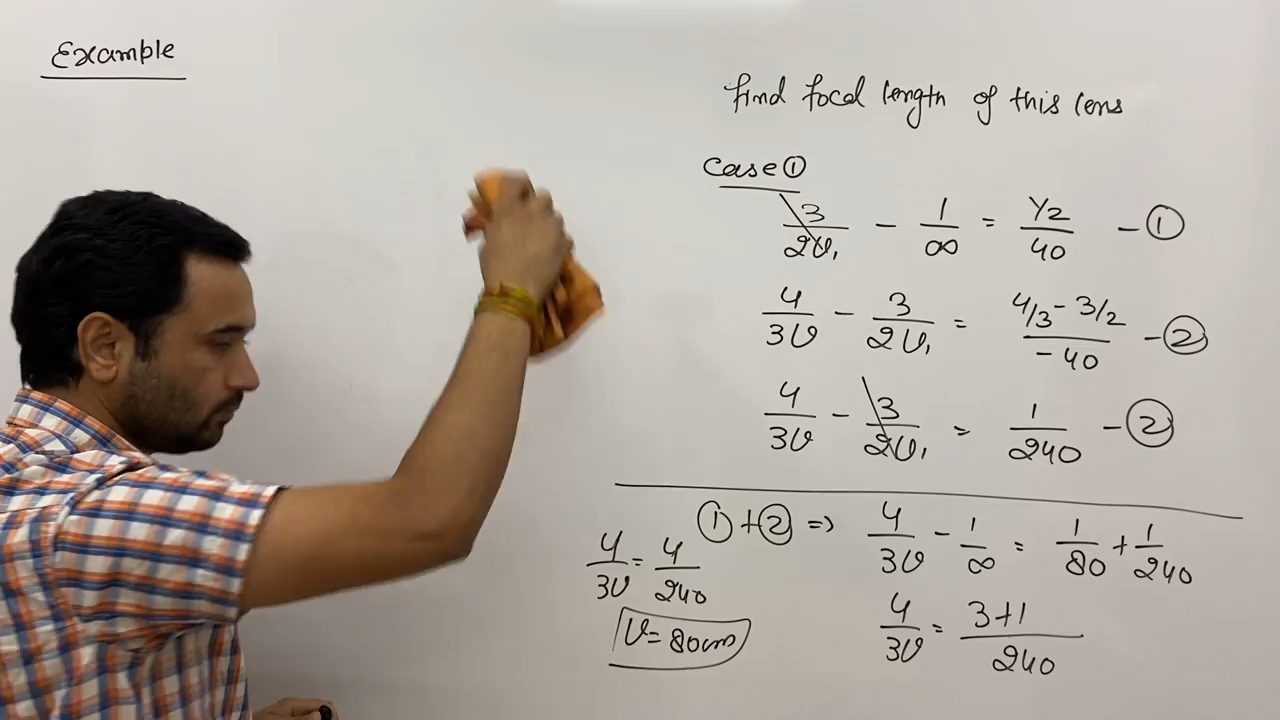 Example
find focal length of this lens
Case ①
3/2v₁ - 1/∞ = 1/2/40 - ①
4/3v - 3/2v₁ = 4/3 - 3/2/-40 - ②
4/3v - 3/2v₁ = 1/240 - ②
① + ② ⇒ 4/3v - 1/∞ = 1/80 + 1/240
4/3v = 3+1/240
4/3v = 4/240
v = 80cm